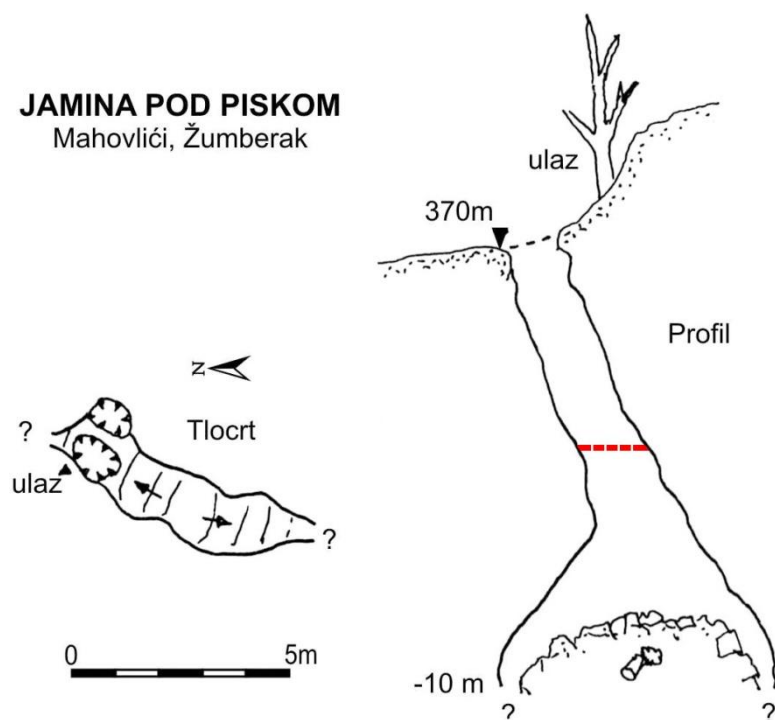 JAMINA POD PISKOM
Mahovlići, Žumberak
ulaz
370m
Profil
N
Tlocrt
?
ulaz
?
0 5m
-10 m
? ?